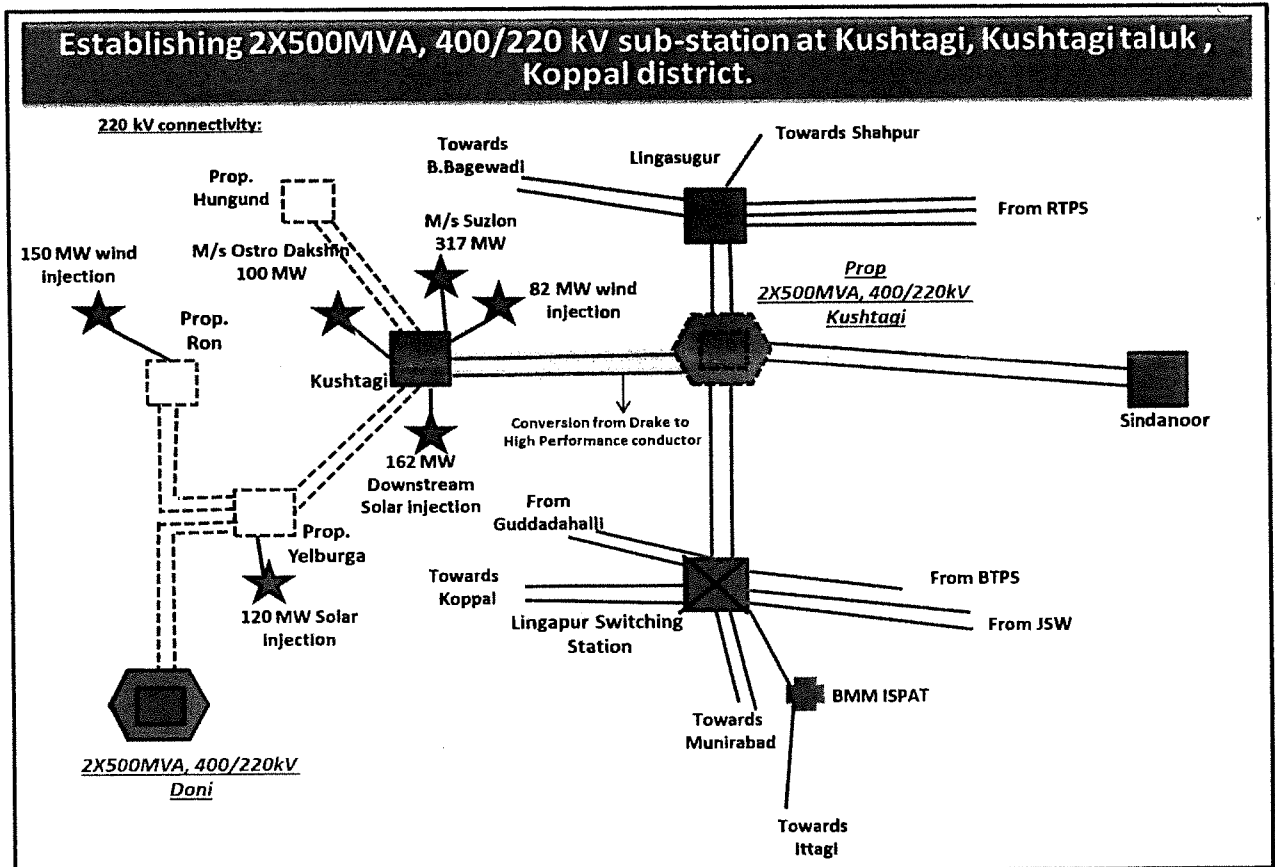 Establishing 2X500MVA, 400/220 kV sub-station at Kushtagi, Kushtagi taluk ,
Koppal district.
220 kV connectivity:
Towards
B.Bagewadi
Lingasugur
Towards Shahpur
From RTPS
Prop.
Hungund
M/s Suzlon
317 MW
M/s Ostro Dakshin
100 MW
150 MW wind
injection
82 MW wind
injection
Prop
2X500MVA, 400/220kV
Kushtagi
Prop.
Ron
Kushtagi
Sindanoor
Conversion from Drake to
High Performance conductor
162 MW
Downstream
Solar injection
From
Guddadahalli
Prop.
Yelburga
Towards
Koppal
From BTPS
From JSW
Lingapur Switching
Station
120 MW Solar
injection
BMM ISPAT
Towards
Munirabad
2X500MVA, 400/220kV
Doni
Towards
Ittagi